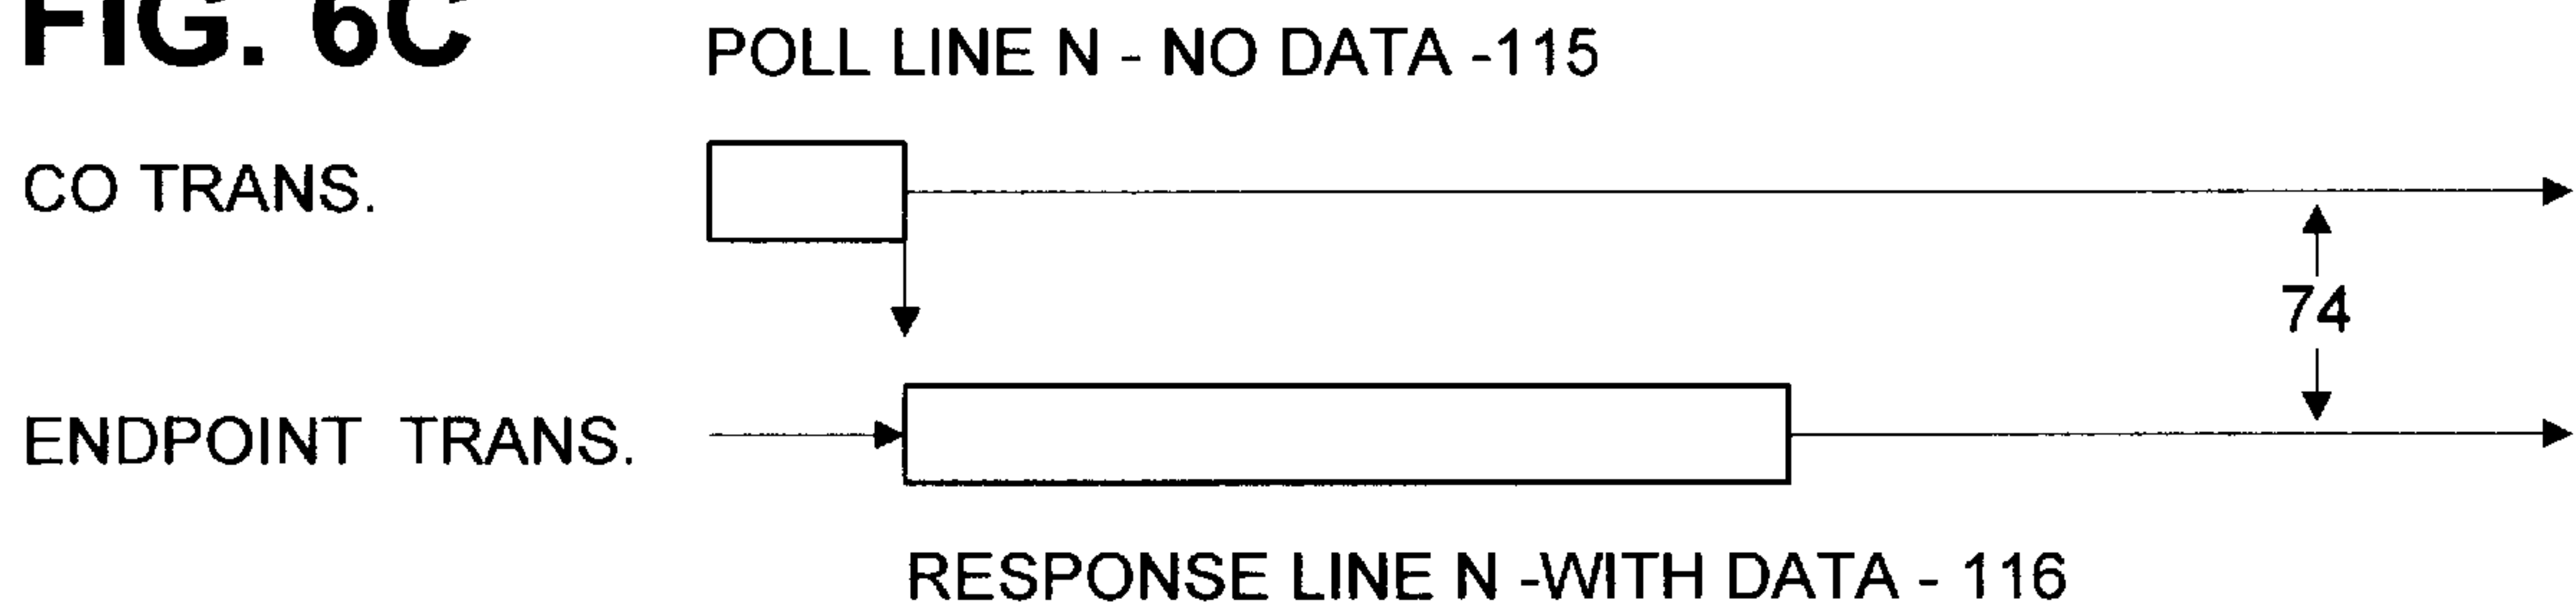 FIG. 6C
POLL LINE N - NO DATA -115
CO TRANS.
74
ENDPOINT TRANS.
RESPONSE LINE N -WITH DATA - 116